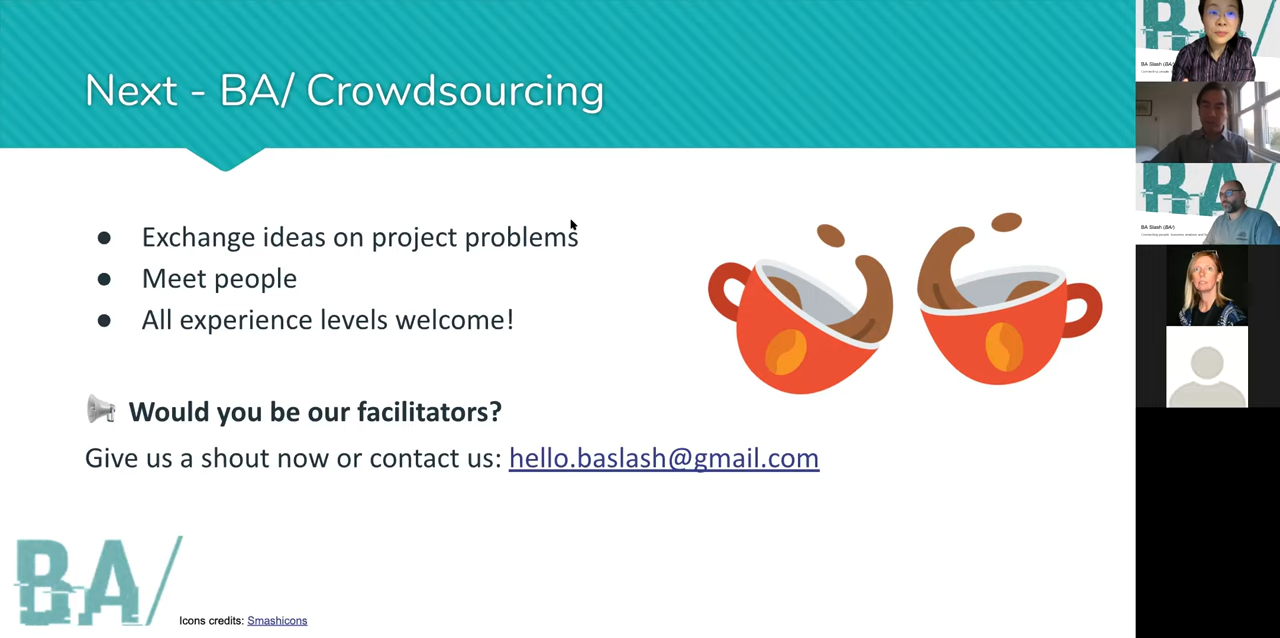 Next - BA/ Crowdsourcing
● Exchange ideas on project problems
● Meet people
● All experience levels welcome!
Would you be our facilitators?
Give us a shout now or contact us: hello.baslash@gmail.com
BA/
Icons credits: Smashicons
BA/
BA Slash (BA/)
BA/
BA Slash (BA/)